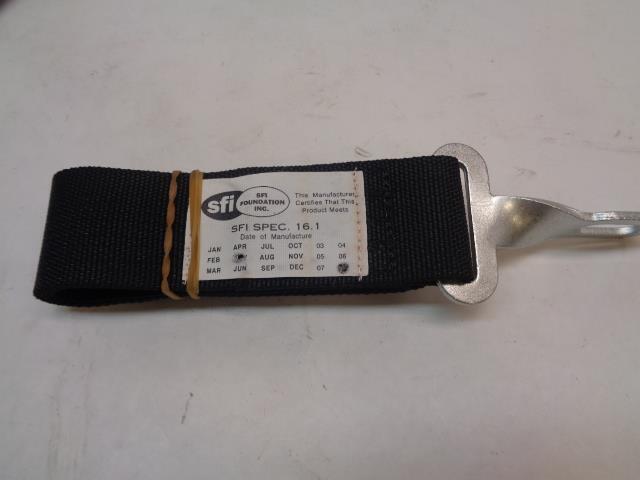 sfi
SFI
FOUNDATION
INC.
This Manufacturer
Certifies That This
Product Meets
SFI SPEC. 16.1
Date of Manufacture
JAN APR JUL OCT 03 04
FEB AUG NOV 05 06
MAR JUN SEP DEC 07